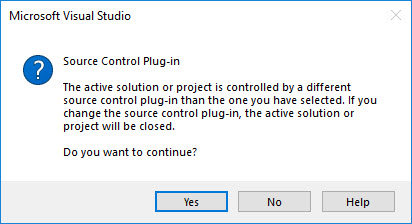 Microsoft Visual Studio
Source Control Plug-in
The active solution or project is controlled by a different
source control plug-in than the one you have selected. If you
change the source control plug-in, the active solution or
project will be closed.
Do you want to continue?
Yes
No
Help